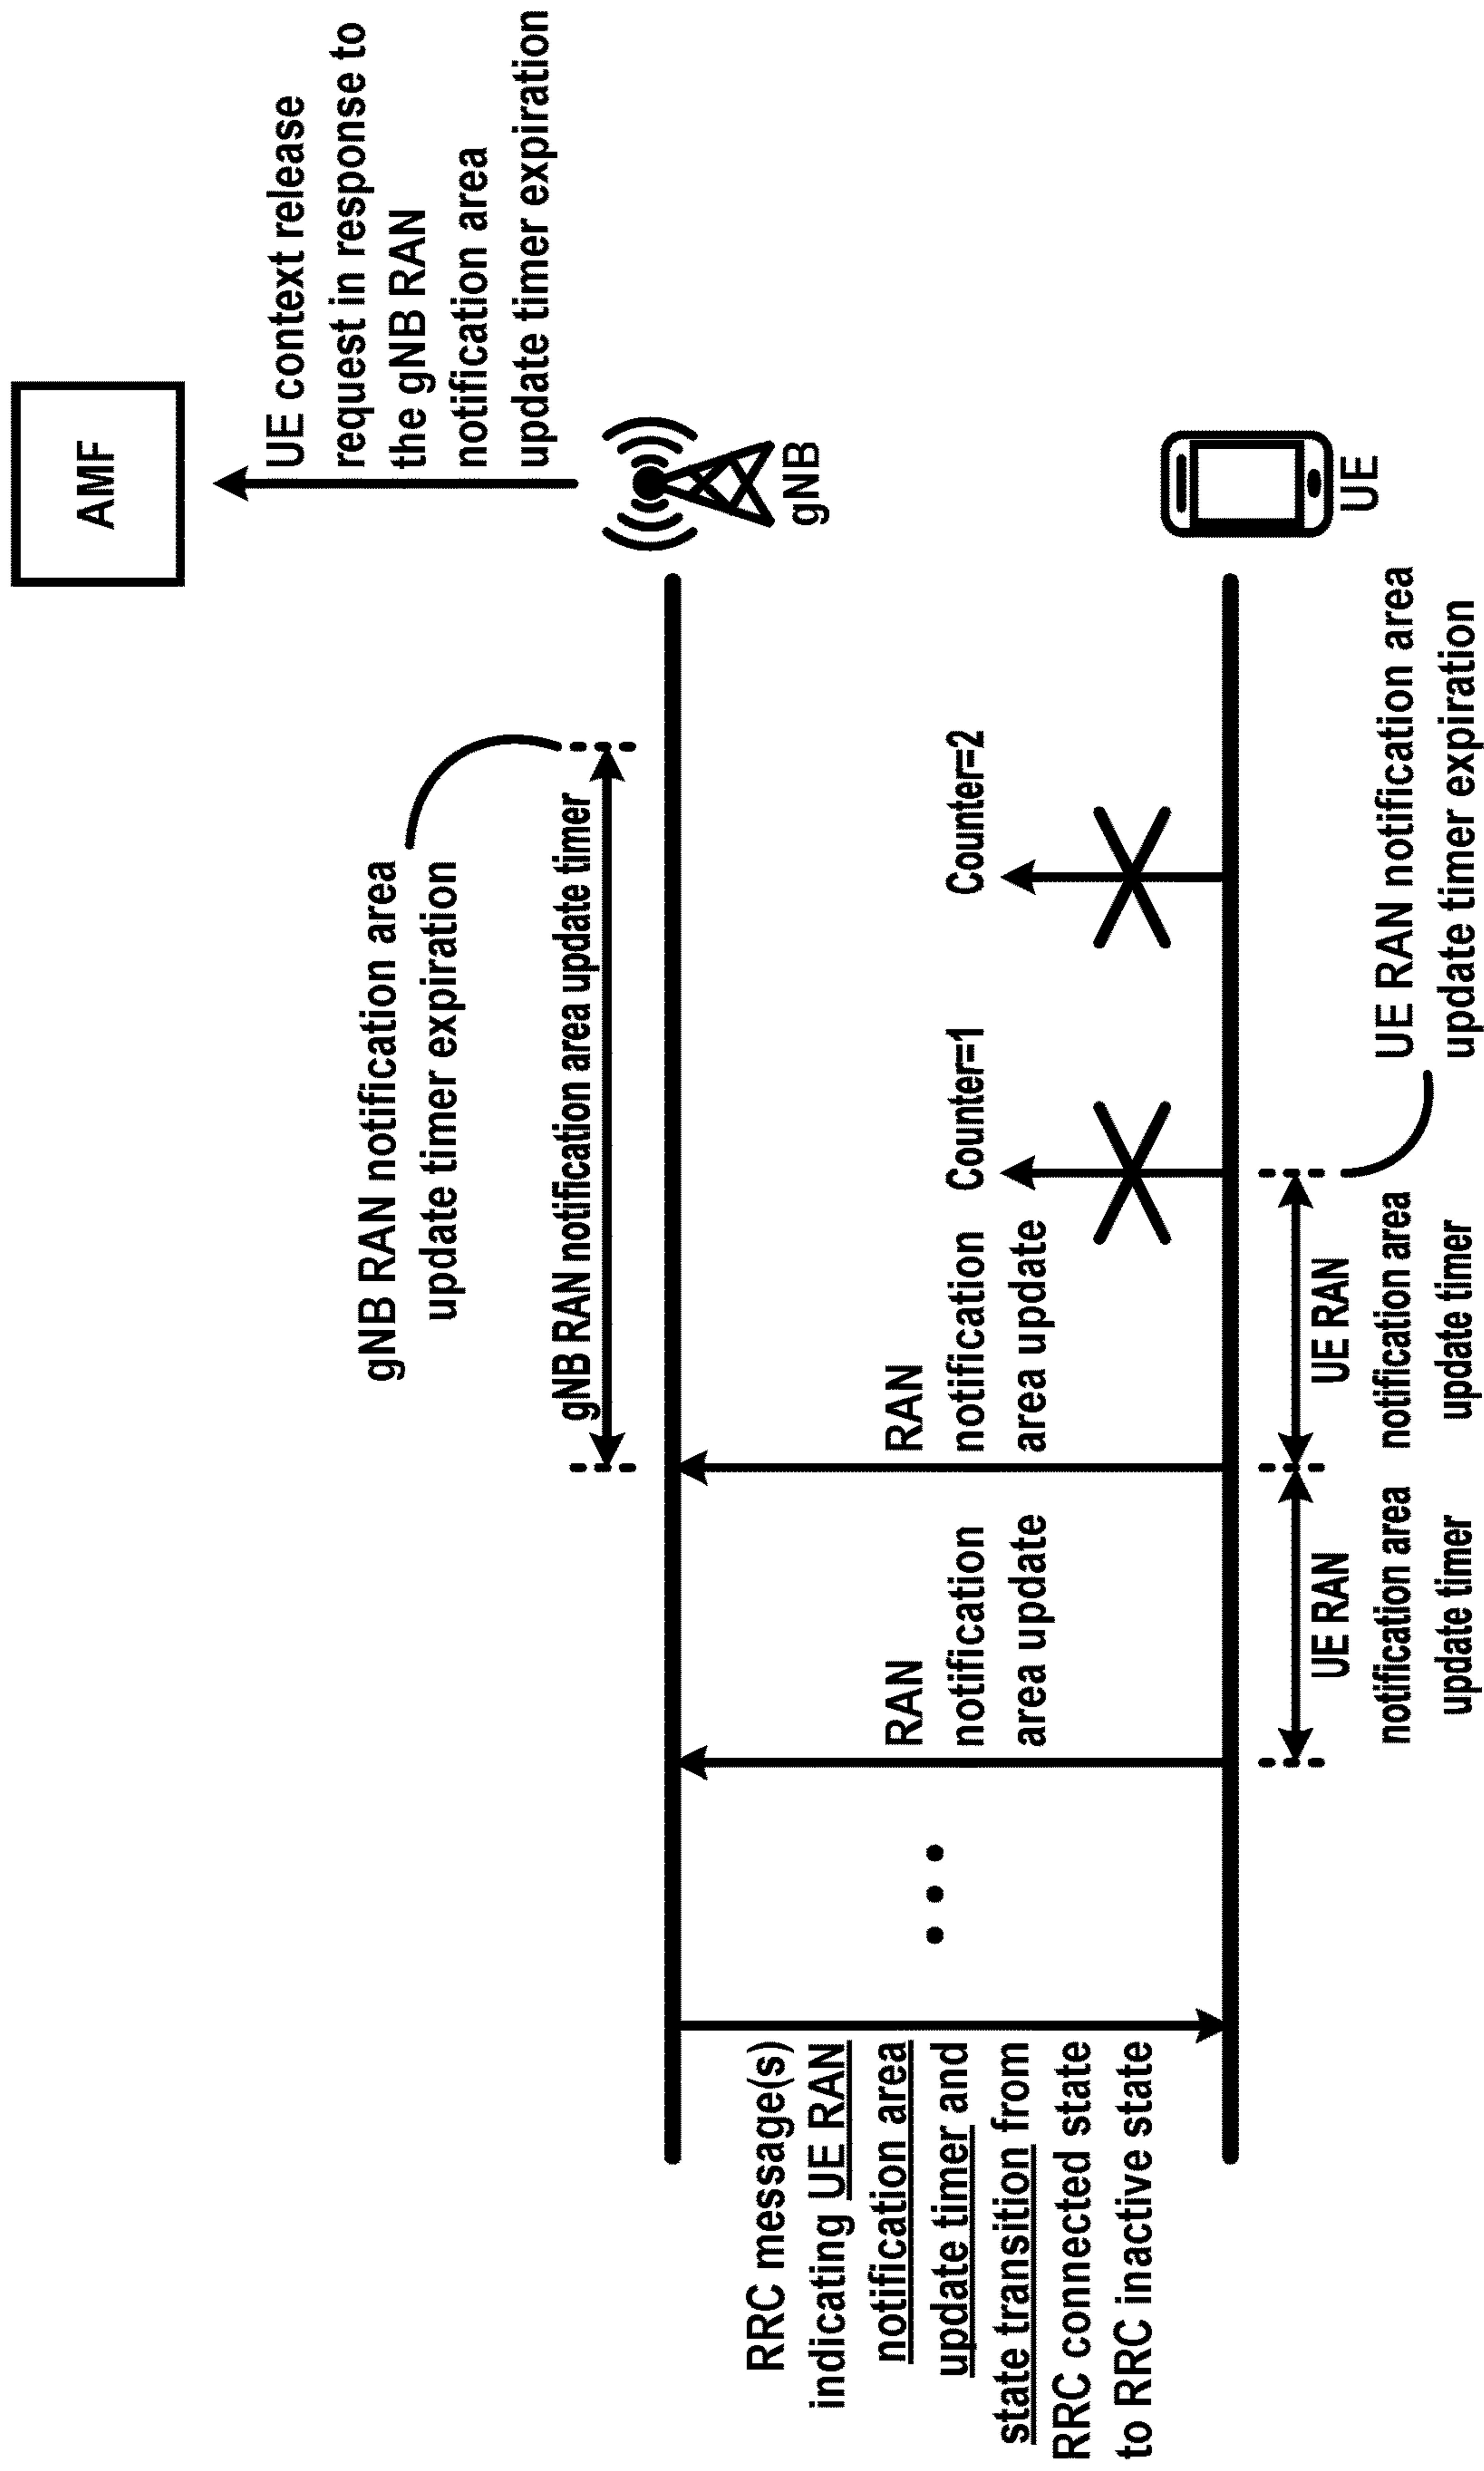 RRC message(s)
indicating UE RAN
notification area
update timer and
state transition from
RRC connected state
to RRC inactive state
RAN
notification
area update
RAN
notification
area update
UE RAN
notification area
update timer
UE RAN
notification area
update timer
Counter=1
Counter=2
UE RAN notification area
update timer expiration
gNB RAN notification area
update timer expiration
gNB RAN notification area update timer
AMF
UE context release
request in response to
the gNB RAN
notification area
update timer expiration
gNB
UE